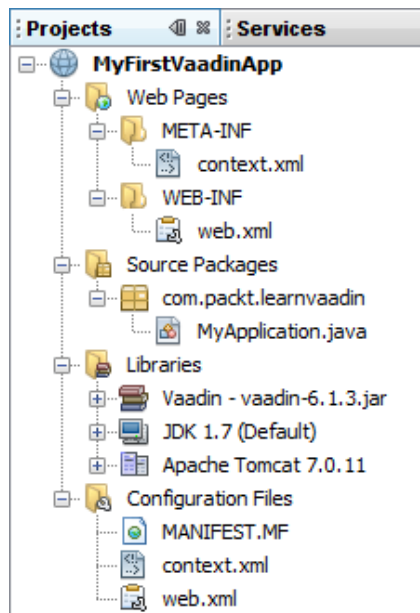 Projects Services
MyFirstVaadinApp
Web Pages
META-INF
context.xml
WEB-INF
web.xml
Source Packages
com.packt.learnvaadin
MyApplication.java
Libraries
Vaadin - vaadin-6.1.3.jar
JDK 1.7 (Default)
Apache Tomcat 7.0.11
Configuration Files
MANIFEST.MF
context.xml
web.xml